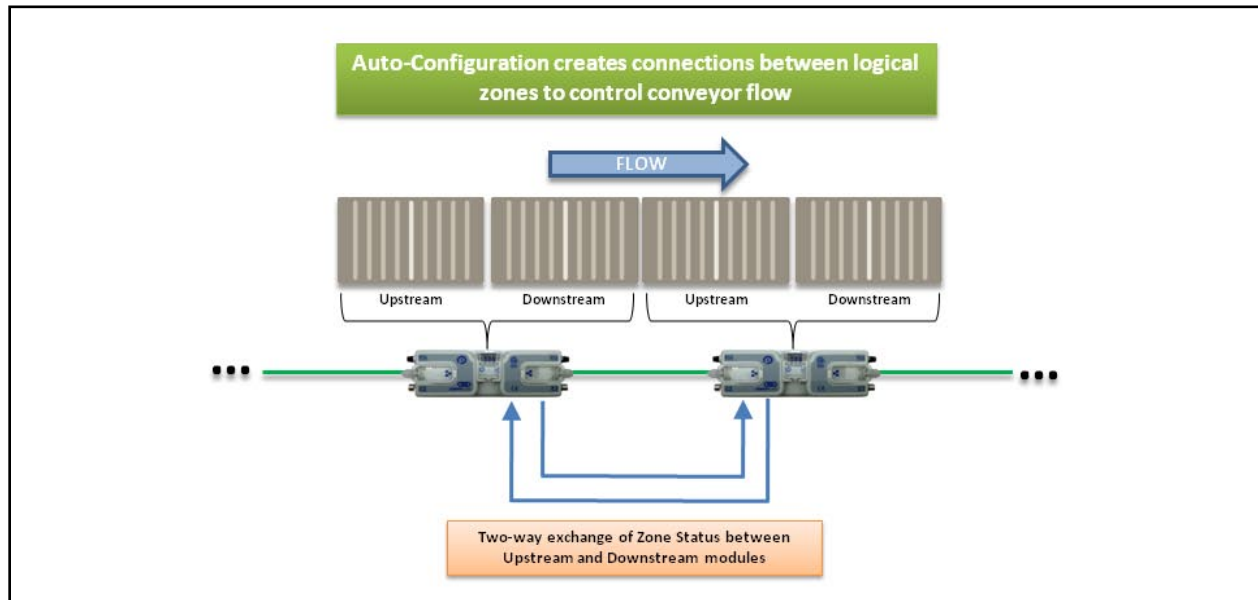 Auto-Configuration creates connections between logical
zones to control conveyor flow
FLOW
Upstream
Downstream
Upstream
Downstream
Two-way exchange of Zone Status between
Upstream and Downstream modules